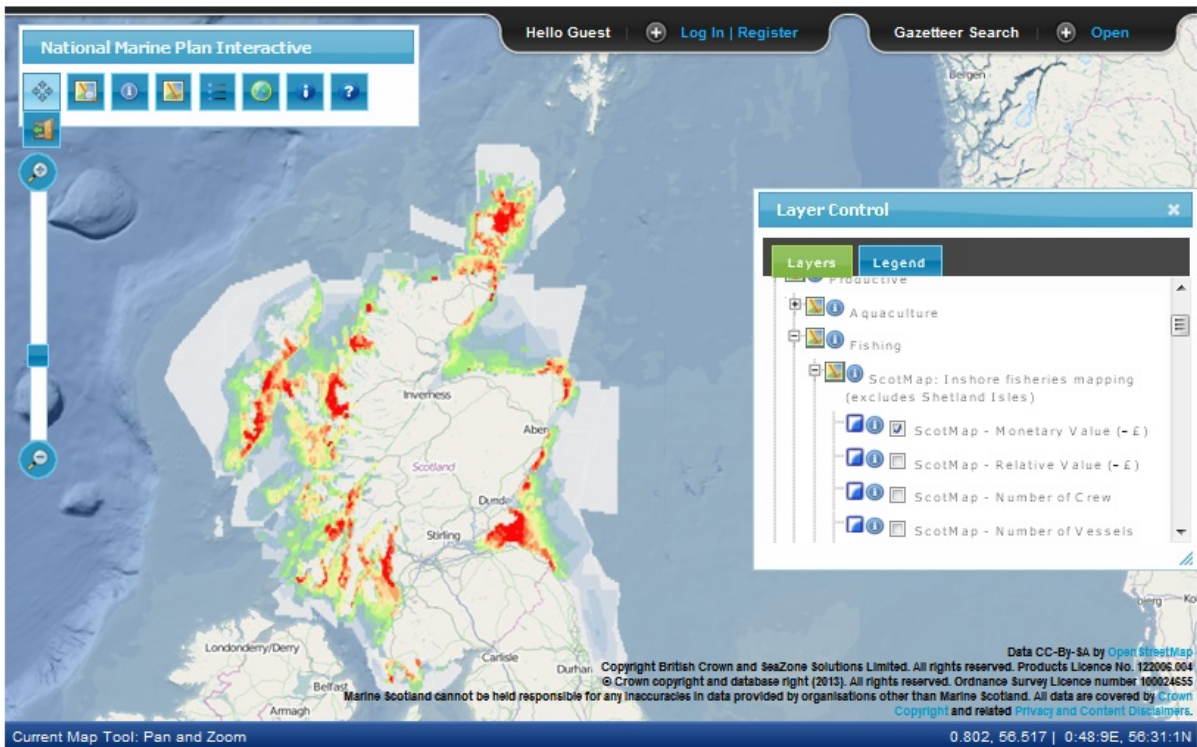 Hello Guest
Log In | Register
Gazetteer Search
Open
National Marine Plan Interactive
Bergen
Layer Control
Layers
Legend
Productive
Aquaculture
Fishing
ScotMap: Inshore fisheries mapping
(excludes Shetland Isles)
ScotMap - Monetary Value (- £)
ScotMap - Relative Value (- £)
ScotMap - Number of Crew
ScotMap - Number of Vessels
Inverness
Aber
Scotland
Dund
Stirling
Londonderry/Derry
Carlisle
Durhan
Belfast
Armagh
Data CC-By-SA by OpenStreetMap
Copyright British Crown and SeaZone Solutions Limited. All rights reserved. Products Licence No. 122006.004
© Crown copyright and database right (2013). All rights reserved. Ordnance Survey Licence number 100024655
Marine Scotland cannot be held responsible for any inaccuracies in data provided by organisations other than Marine Scotland. All data are covered by Crown
Copyright and related Privacy and Content Disclaimers.
Current Map Tool: Pan and Zoom
0.802, 56.517 | 0:48:9E, 56:31:1N